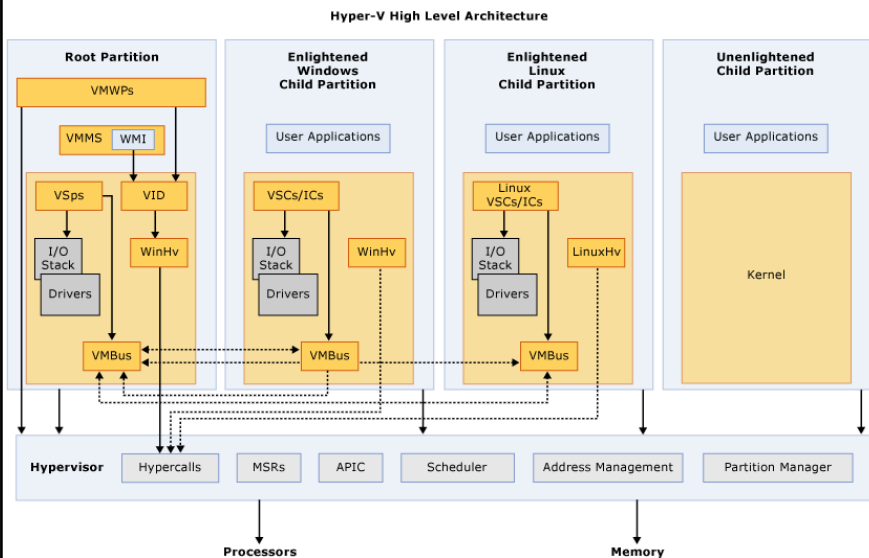 Hyper-V High Level Architecture
Root Partition
VMWPs
VMMS
WMI
VSps
VID
I/O
Stack
Drivers
WinHv
VMBus
Enlightened
Windows
Child Partition
User Applications
VSCs/ICs
I/O
Stack
Drivers
WinHv
VMBus
Enlightened
Linux
Child Partition
User Applications
Linux
VSCs/ICs
I/O
Stack
Drivers
LinuxHv
VMBus
Unenlightened
Child Partition
User Applications
Kernel
Hypervisor
Hypercalls
MSRs
APIC
Scheduler
Address Management
Partition Manager
Processors
Memory